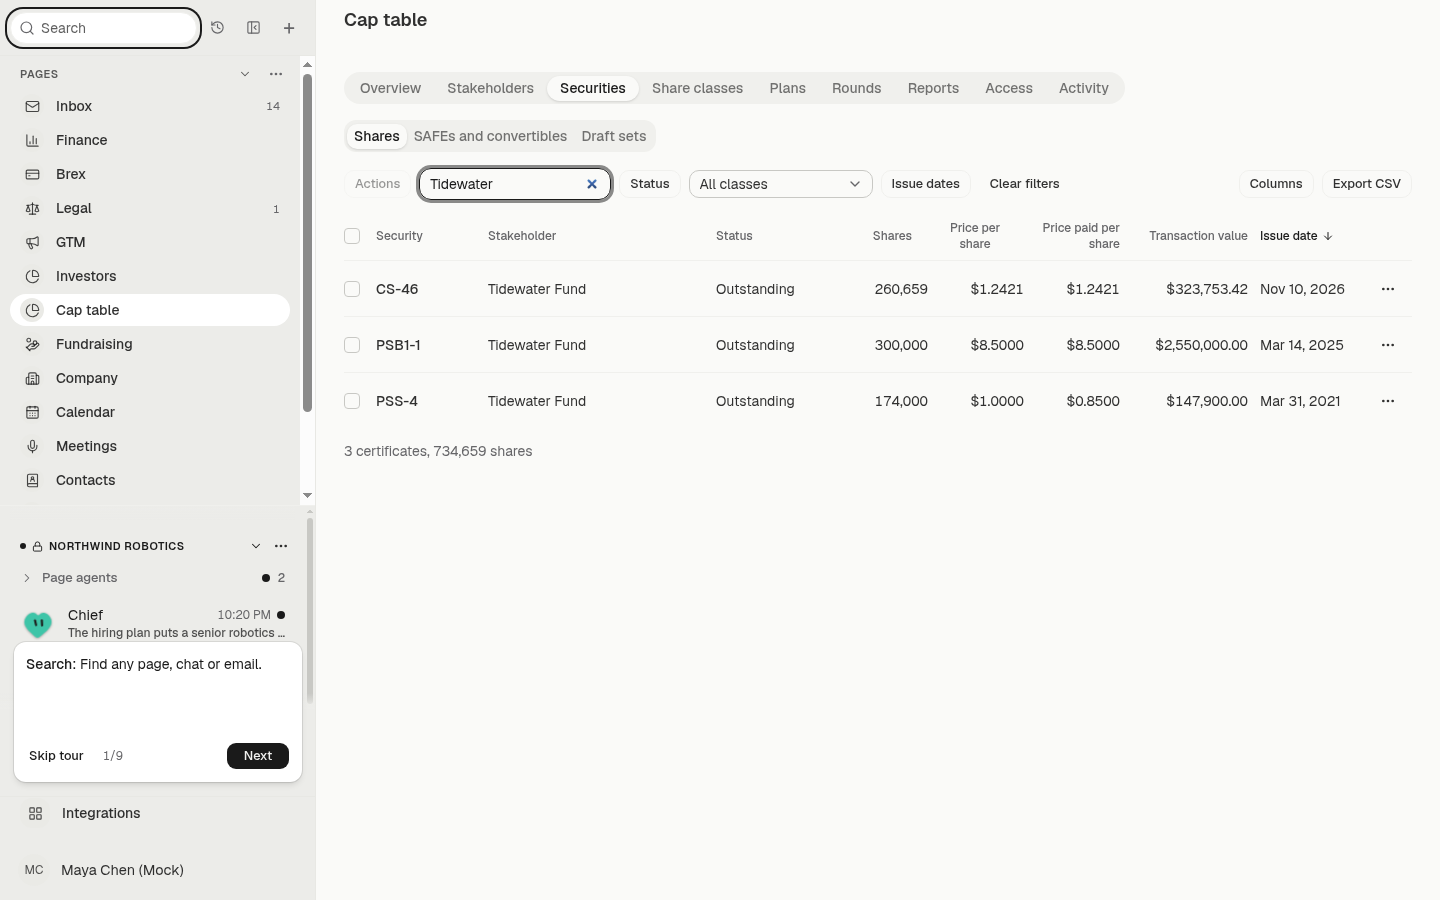 Search
PAGES
Inbox 14
Finance
Brex
Legal 1
GTM
Investors
Cap table
Fundraising
Company
Calendar
Meetings
Contacts
NORTHWIND ROBOTICS
Page agents 2
Chief 10:20 PM
The hiring plan puts a senior robotics ...
Search: Find any page, chat or email.
Skip tour 1/9 Next
Integrations
MC Maya Chen (Mock)
Cap table
Overview Stakeholders Securities Share classes Plans Rounds Reports Access Activity
Shares SAFEs and convertibles Draft sets
Actions Tidewater Status All classes Issue dates Clear filters Columns Export CSV
Security Stakeholder Status Shares Price per share Price paid per share Transaction value Issue date
CS-46 Tidewater Fund Outstanding 260,659 $1.2421 $1.2421 $323,753.42 Nov 10, 2026
PSB1-1 Tidewater Fund Outstanding 300,000 $8.5000 $8.5000 $2,550,000.00 Mar 14, 2025
PSS-4 Tidewater Fund Outstanding 174,000 $1.0000 $0.8500 $147,900.00 Mar 31, 2021
3 certificates, 734,659 shares